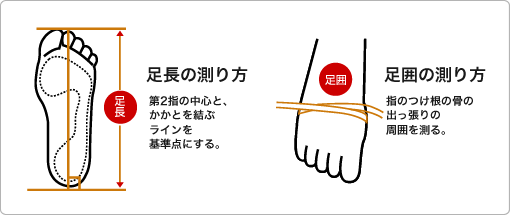 足長
足長の測り方
第2指の中心と、
かかとを結ぶ
ラインを
基準点にする。
足囲
足囲の測り方
指のつけ根の骨の
出っ張りの
周囲を測る。